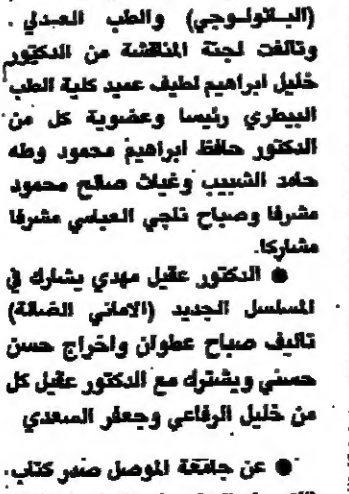 (الباثولوجي) والطب العدلي.
وتألفت لجنة المناقشة من الدكتور
خليل ابراهيم لطيف عميد كلية الطب
البيطري رئيسا وعضوية كل من
الدكتور حافظ ابراهيم محمود وطه
حامد الشبيب وغياث صالح محمود
مشرفا وصباح ناجي العباسي مشرفا
مشاركا.
● الدكتور عقيل مهدي يشارك في
المسلسل الجديد (الاماني الضالة)
تاليف صباح عطوان واخراج حسن
حسني ويشترك مع الدكتور عقيل كل
من خليل الرفاعي وجعفر السعدي
● عن جامعة الموصل صدر كتاب